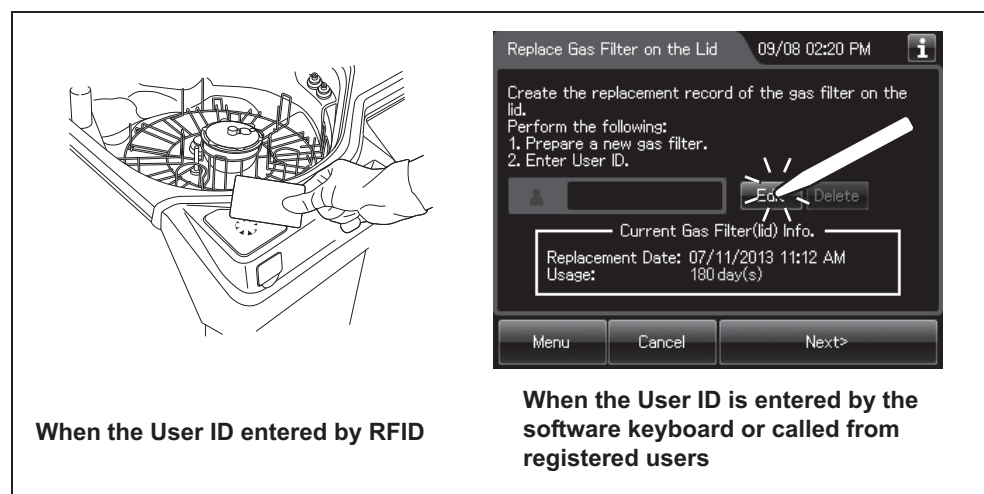 Replace Gas Filter on the Lid 09/08 02:20 PM i
Create the replacement record of the gas filter on the
lid.
Perform the following:
1. Prepare a new gas filter.
2. Enter User ID.
Delete
Current Gas Filter(lid) Info.
Replacement Date: 07/11/2013 11:12 AM
Usage: 180 day(s)
Menu Cancel Next>
When the User ID entered by RFID
When the User ID is entered by the
software keyboard or called from
registered users